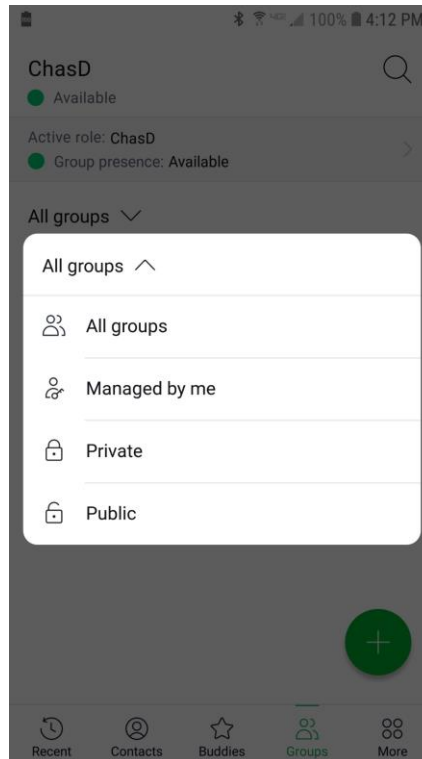 100% 4:12 PM
ChasD
Available
Active role: ChasD
Group presence: Available
All groups
All groups
All groups
Managed by me
Private
Public
Recent Contacts Buddies Groups More